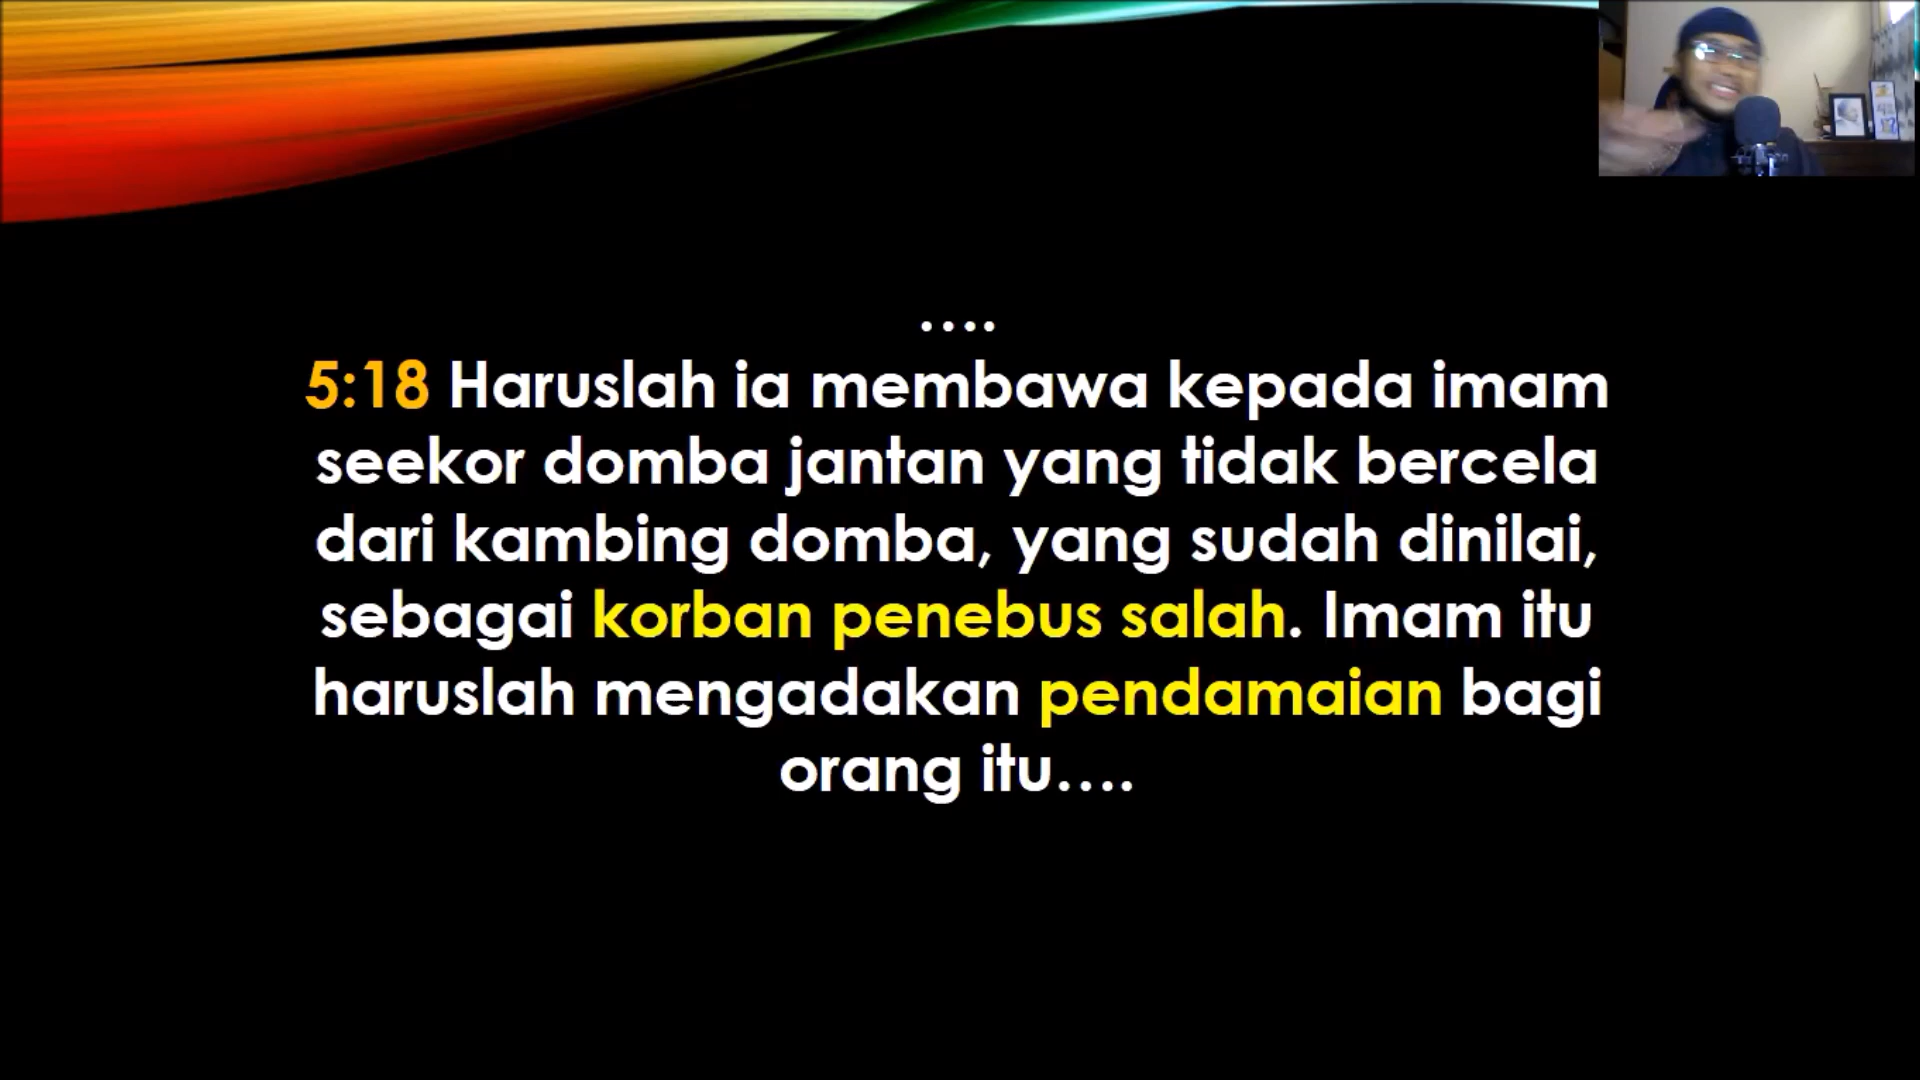 ....
5:18 Haruslah ia membawa kepada imam
seekor domba jantan yang tidak bercela
dari kambing domba, yang sudah dinilai,
sebagai korban penebus salah. Imam itu
haruslah mengadakan pendamaian bagi
orang itu....